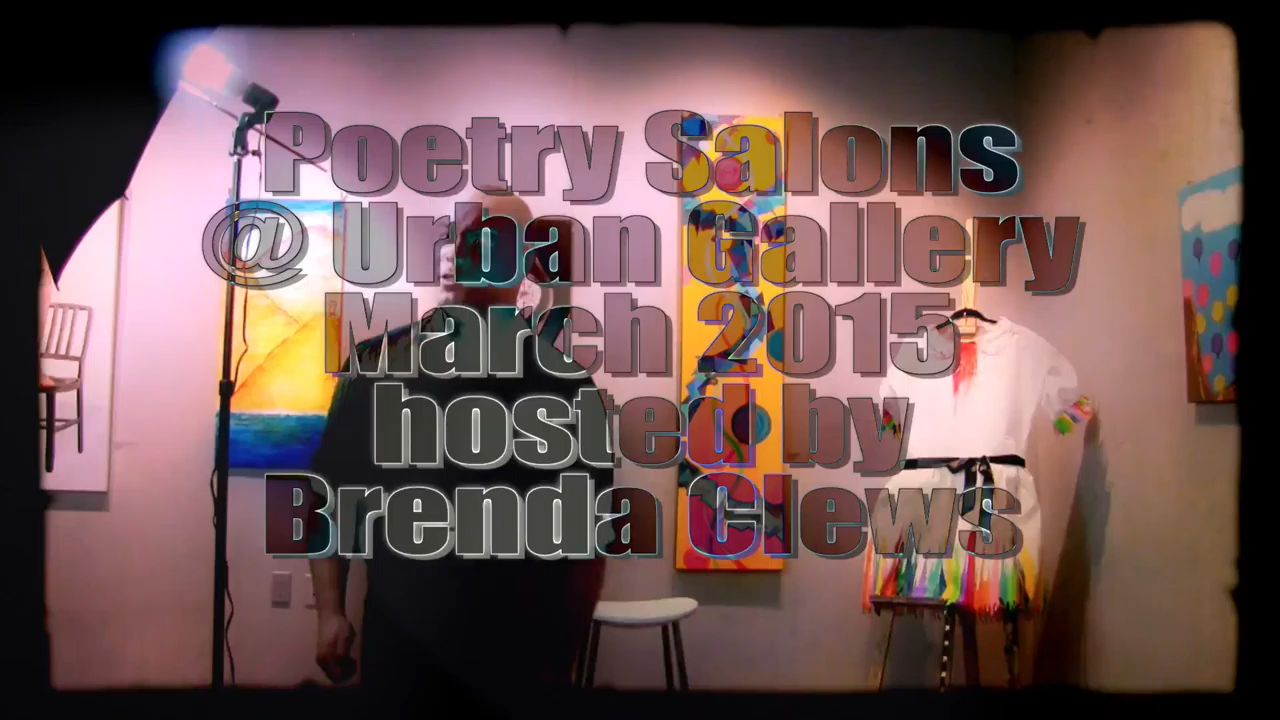 Poetry Salons
@ Urban Gallery
March 2015
hosted by
Brenda Clews